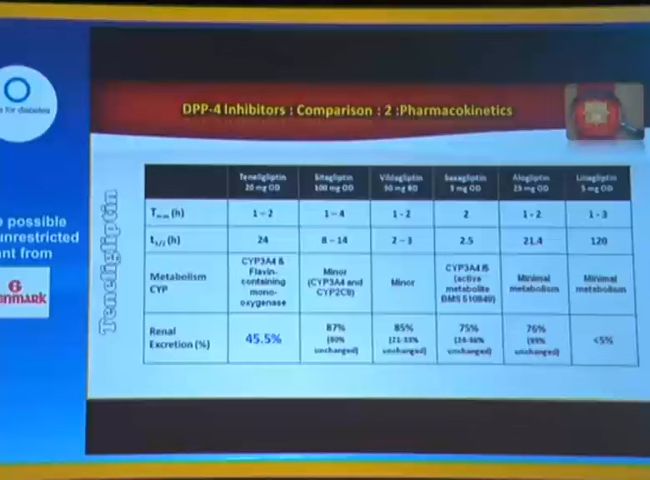 DPP-4 Inhibitors : Comparison : 2 :Pharmacokinetics
for diabetes
possible
unrestricted
nt from
G
enmark
Teneligliptin
Teneligliptin 20 mg OD
Sitagliptin 100 mg OD
Vildagliptin 50 mg BD
Saxagliptin 5 mg OD
Alogliptin 25 mg OD
Linagliptin 5 mg OD
Tmax (h) 1 – 2 1 – 4 1 - 2 2 1 - 2 1 - 3
t1/2 (h) 24 8 – 14 2 – 3 2.5 21.4 120
Metabolism
CYP
CYP3A4 &
Flavin-
containing
mono-
oxygenase
Minor
(CYP3A4 and
CYP2C8)
Minor
CYP3A4/5
(active
metabolite
BMS 510849)
Minimal
metabolism
Minimal
metabolism
Renal
Excretion (%)
45.5%
87%
unchanged)
85%
unchanged)
75%
unchanged)
76%
unchanged)
<5%